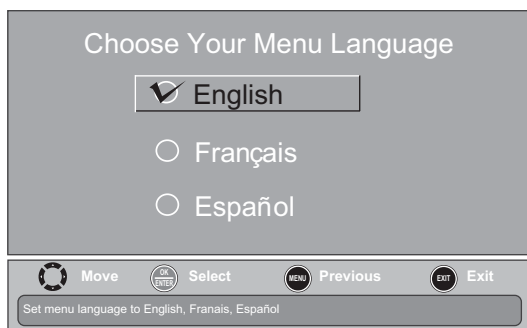 Choose Your Menu Language
English
Français
Español
Move OK ENTER Select MENU Previous EXIT Exit
Set menu language to English, Franais, Español